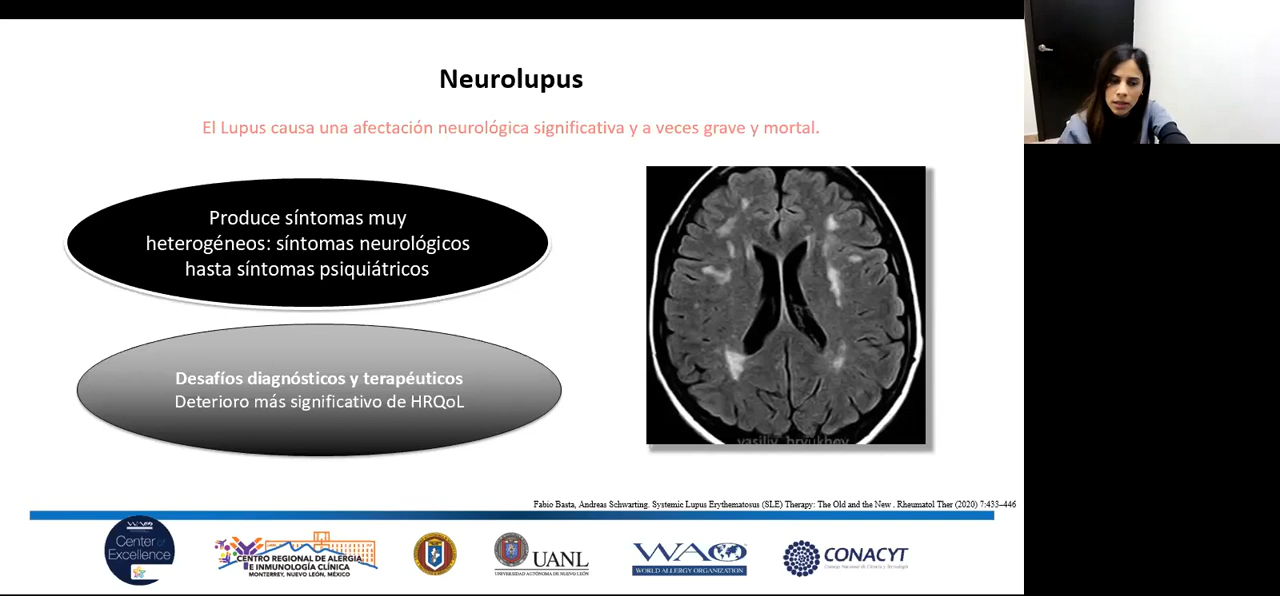 Neurolupus
El Lupus causa una afectación neurológica significativa y a veces grave y mortal.
Produce síntomas muy
heterogéneos: síntomas neurológicos
hasta síntomas psiquiátricos
Desafíos diagnósticos y terapéuticos
Deterioro más significativo de HRQoL
vasiliy bryukhov
Fabio Basta, Andreas Schwarting. Systemic Lupus Erythematosus (SLE) Therapy: The Old and the New . Rheumatol Ther (2020) 7:433–446
WAO
Center of
Excellence
CENTRO REGIONAL DE ALERGIA
E INMUNOLOGÍA CLÍNICA
MONTERREY, NUEVO LEÓN, MÉXICO
UANL
UNIVERSIDAD AUTÓNOMA DE NUEVO LEÓN
WAO
WORLD ALLERGY ORGANIZATION
CONACYT
Consejo Nacional de Ciencia y Tecnología